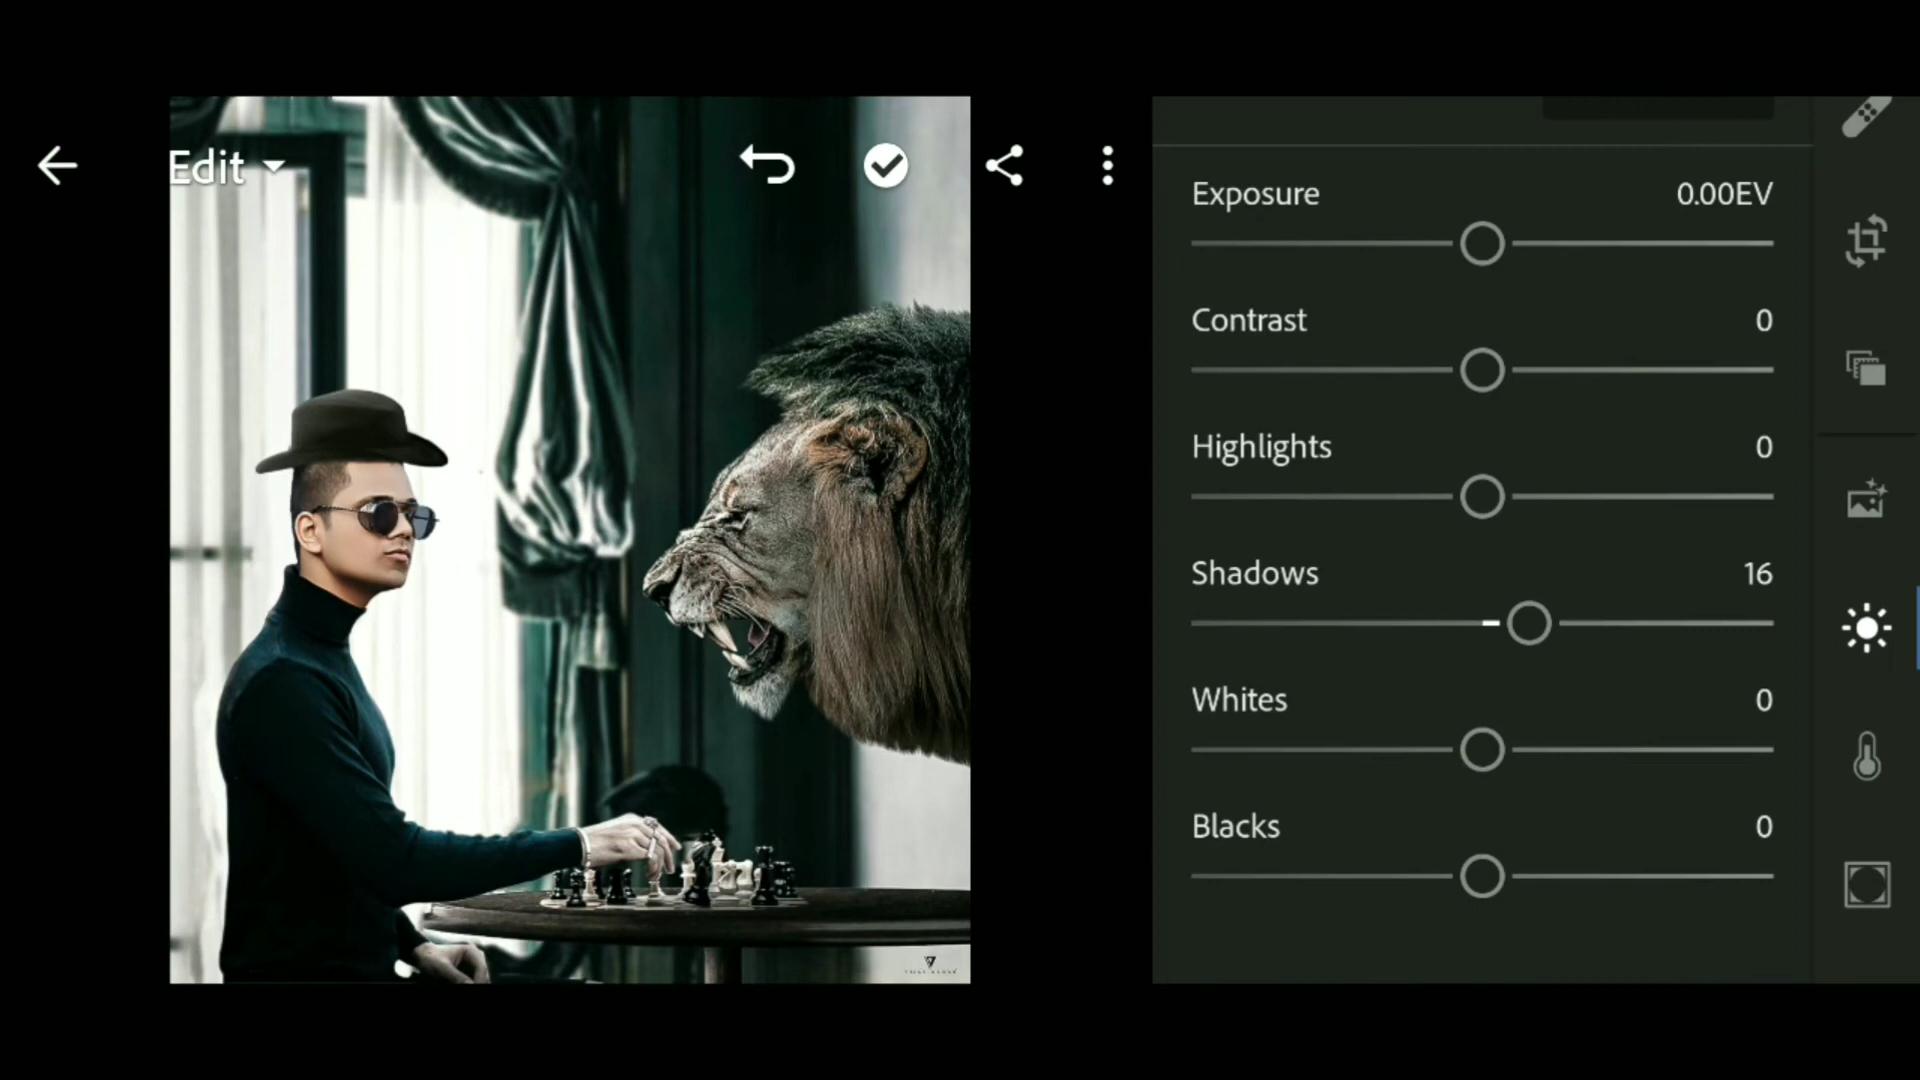 Edit
Exposure 0.00EV
Contrast 0
Highlights 0
Shadows 16
Whites 0
Blacks 0